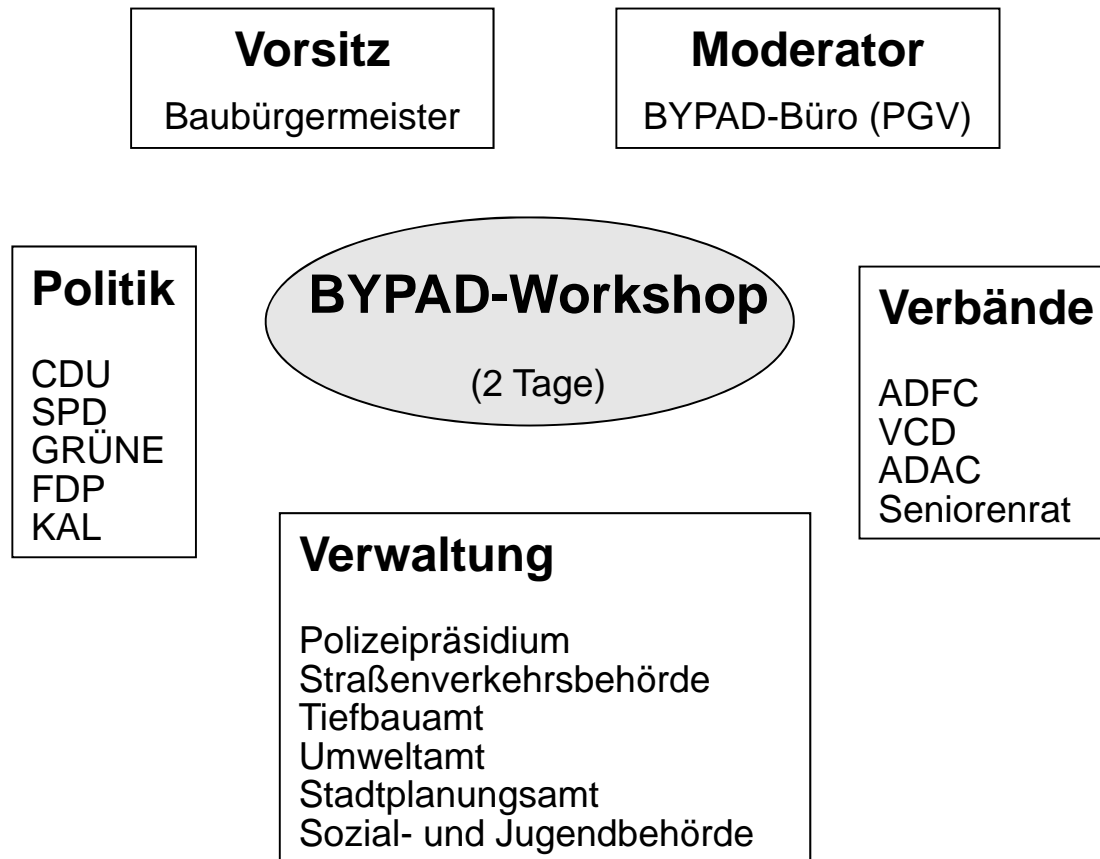 Vorsitz
Baubürgermeister
Moderator
BYPAD-Büro (PGV)
Politik
CDU
SPD
GRÜNE
FDP
KAL
BYPAD-Workshop
(2 Tage)
Verbände
ADFC
VCD
ADAC
Seniorenrat
Verwaltung
Polizeipräsidium
Straßenverkehrsbehörde
Tiefbauamt
Umweltamt
Stadtplanungsamt
Sozial- und Jugendbehörde